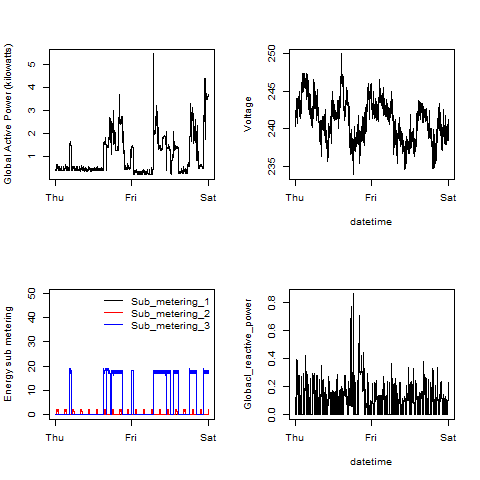 Global Active Power (kilowatts)
1 2 3 4 5
Thu Fri Sat
Voltage
235 240 245 250
Thu Fri Sat
datetime
Energy sub metering
0 10 20 30 40 50
Sub_metering_1
Sub_metering_2
Sub_metering_3
Thu Fri Sat
Globacl_reactive_power
0.0 0.2 0.4 0.6 0.8
Thu Fri Sat
datetime